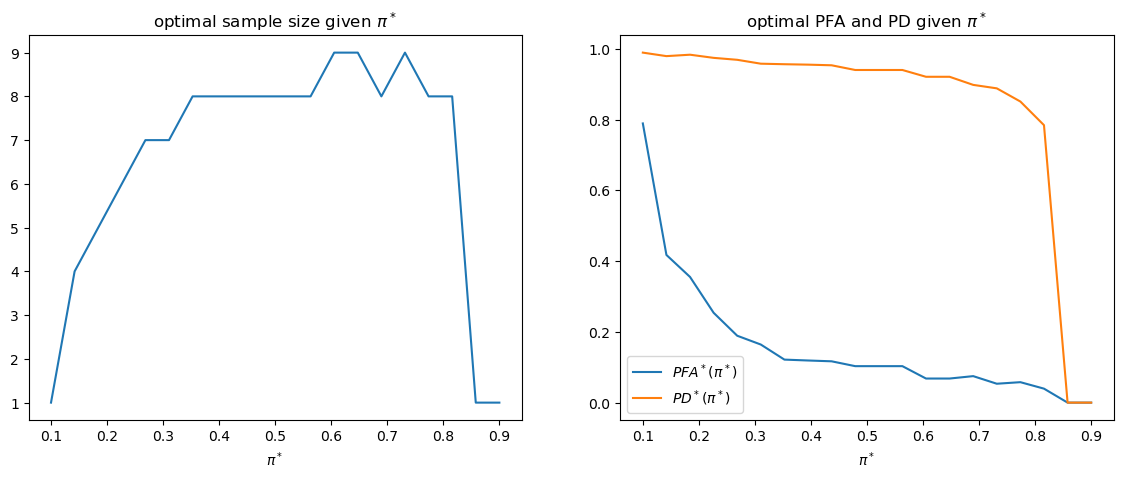 optimal sample size given π*
9
8
7
6
5
4
3
2
1
0.1 0.2 0.3 0.4 0.5 0.6 0.7 0.8 0.9
π*
optimal PFA and PD given π*
1.0
0.8
0.6
0.4
0.2
0.0
PFA*(π*)
PD*(π*)
0.1 0.2 0.3 0.4 0.5 0.6 0.7 0.8 0.9
π*